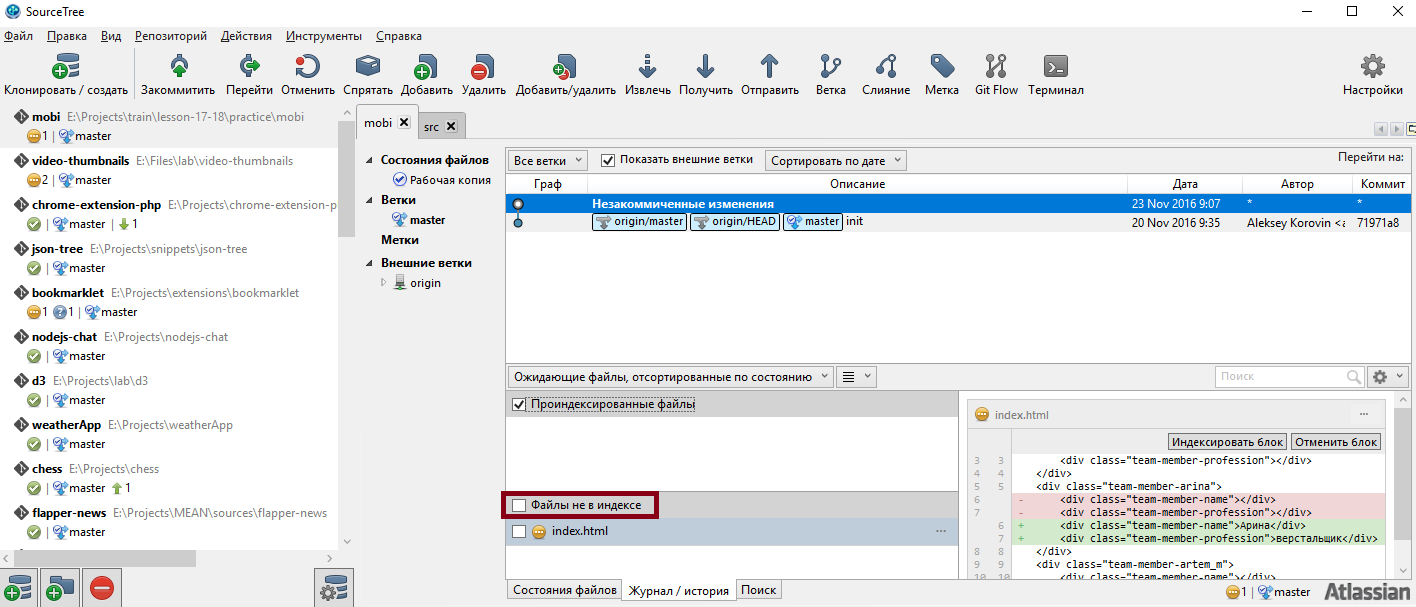 SourceTree
Файл Правка Вид Репозиторий Действия Инструменты Справка
Клонировать / создать Закоммитить Перейти Отменить Спрятать Добавить Удалить Добавить/удалить Извлечь Получить Отправить Ветка Слияние Метка Git Flow Терминал Настройки
mobi E:\Projects\train\lesson-17-18\practice\mobi
1 | master
video-thumbnails E:\Files\lab\video-thumbnails
2 | master
chrome-extension-php E:\Projects\chrome-extension-p
| master | 1
json-tree E:\Projects\snippets\json-tree
| master
bookmarklet E:\Projects\extensions\bookmarklet
1 ? 1 | master
nodejs-chat E:\Projects\nodejs-chat
| master
d3 E:\Projects\lab\d3
| master
weatherApp E:\Projects\weatherApp
| master
chess E:\Projects\chess
| master 1
flapper-news E:\Projects\MEAN\sources\flapper-news
| master
mobi src
Состояния файлов
Рабочая копия
Ветки
master
Метки
Внешние ветки
origin
Все ветки Показать внешние ветки Сортировать по дате Перейти на:
Граф Описание Дата Автор Коммит
Незакоммиченные изменения 23 Nov 2016 9:07 * *
origin/master origin/HEAD master init 20 Nov 2016 9:35 Aleksey Korovin <a 71971a8
Ожидающие файлы, отсортированные по состоянию Поиск
Проиндексированные файлы
Файлы не в индексе
index.html ...
index.html ...
Индексировать блок Отменить блок
3 3 <div class="team-member-profession"></div>
4 4 </div>
5 5 <div class="team-member-arina">
6 - <div class="team-member-name"></div>
7 - <div class="team-member-profession"></div>
6 + <div class="team-member-name">Арина</div>
7 + <div class="team-member-profession">верстальщик</div>
8 8 </div>
9 9 <div class="team-member-artem_m">
10 10 <div class="team-member-name"></div>
Состояния файлов Журнал / история Поиск
1 | master Atlassian